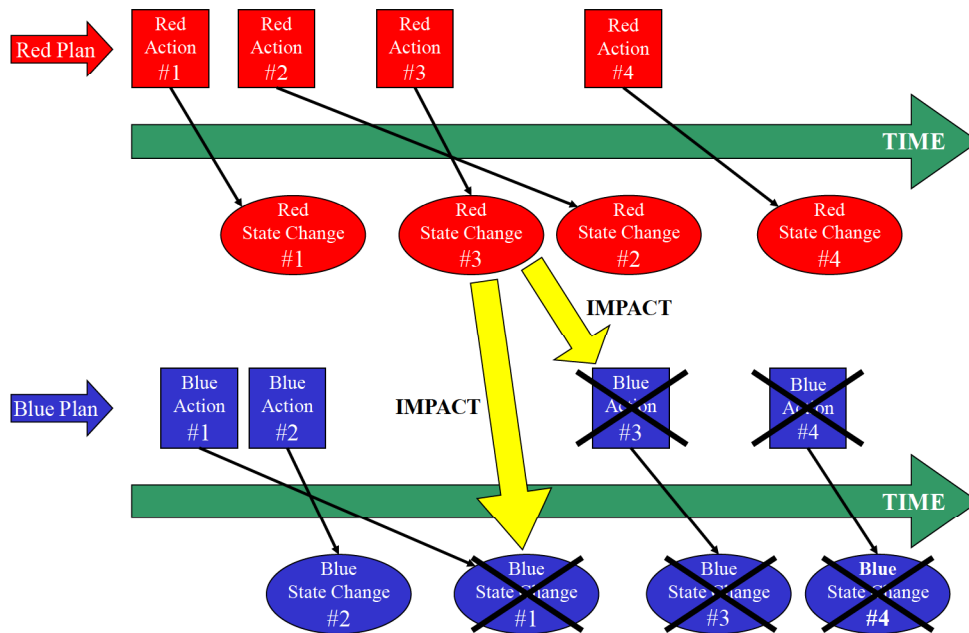 Red Plan
Red
Action
#1
Red
Action
#2
Red
Action
#3
Red
Action
#4
TIME
Red
State Change
#1
Red
State Change
#3
Red
State Change
#2
Red
State Change
#4
IMPACT
IMPACT
Blue Plan
Blue
Action
#1
Blue
Action
#2
Blue
Action
#3
Blue
Action
#4
TIME
Blue
State Change
#2
Blue
State Change
#1
Blue
State Change
#3
Blue
State Change
#4